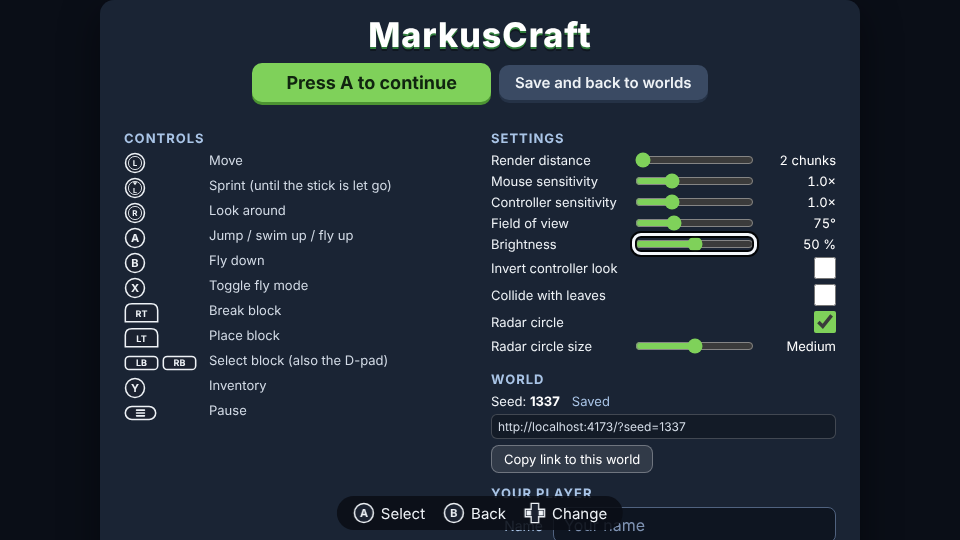 MarkusCraft
Press A to continue
Save and back to worlds
CONTROLS
L Move
L Sprint (until the stick is let go)
R Look around
A Jump / swim up / fly up
B Fly down
X Toggle fly mode
RT Break block
LT Place block
LB RB Select block (also the D-pad)
Y Inventory
Pause
SETTINGS
Render distance 2 chunks
Mouse sensitivity 1.0×
Controller sensitivity 1.0×
Field of view 75°
Brightness 50 %
Invert controller look
Collide with leaves
Radar circle
Radar circle size Medium
WORLD
Seed: 1337 Saved
http://localhost:4173/?seed=1337
Copy link to this world
YOUR PLAYER
Name Your name
A Select B Back Change